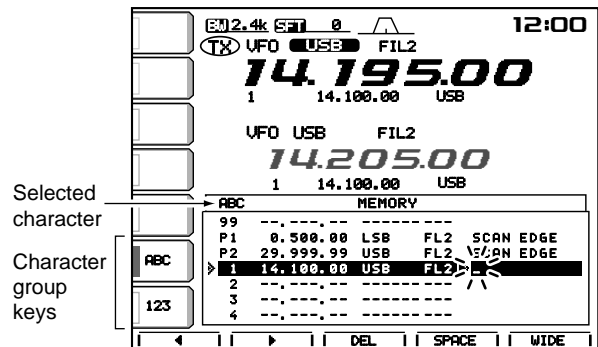 BW 2.4k SFT 0 12:00
TX VFO USB FIL2
14.195.00
1 14.100.00 USB
VFO USB FIL2
14.205.00
1 14.100.00 USB
Selected character
ABC MEMORY
99 --.---.-- ------ ---
P1 0.500.00 LSB FL2 SCAN EDGE
P2 29.999.99 USB FL2 SCAN EDGE
1 14.100.00 USB FL2 _
2 --.---.-- ------ ---
3 --.---.-- ------ ---
4 --.---.-- ------ ---
Character group keys
ABC
123
DEL SPACE WIDE